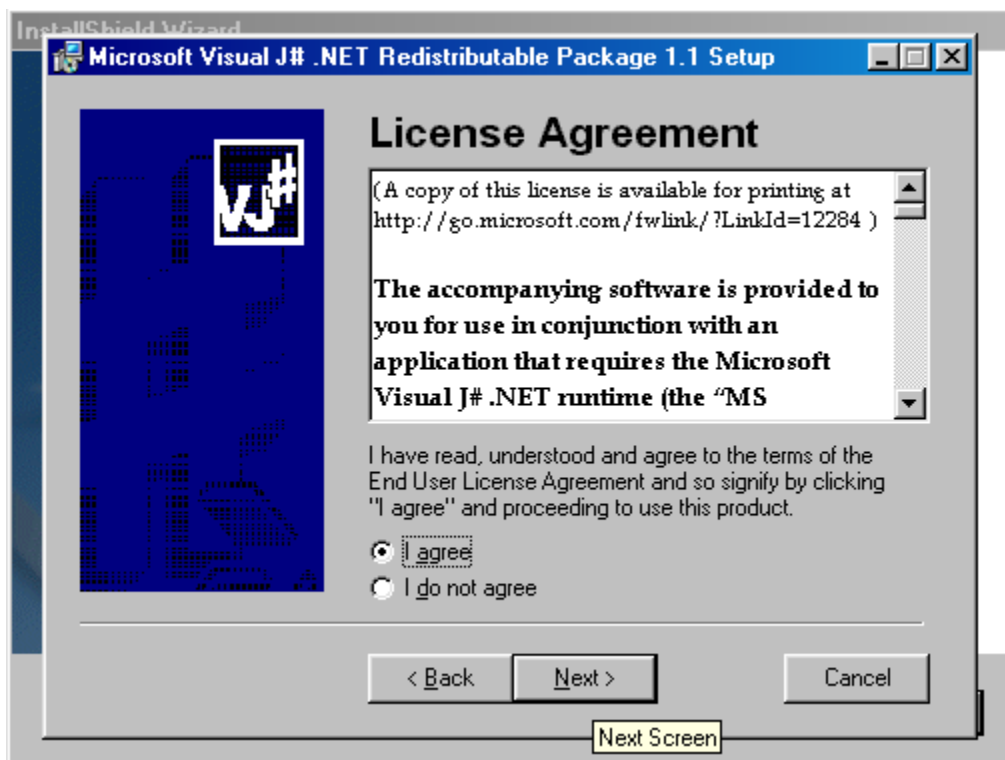 InstallShield Wizard
Microsoft Visual J# .NET Redistributable Package 1.1 Setup
VJ#
License Agreement
(A copy of this license is available for printing at
http://go.microsoft.com/fwlink/?LinkId=12284 )
The accompanying software is provided to
you for use in conjunction with an
application that requires the Microsoft
Visual J# .NET runtime (the “MS
I have read, understood and agree to the terms of the
End User License Agreement and so signify by clicking
"I agree" and proceeding to use this product.
I agree
I do not agree
< Back
Next >
Cancel
Next Screen